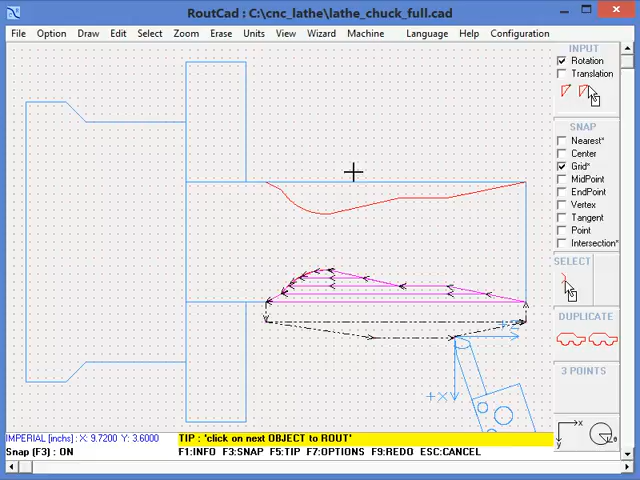 RoutCad : C:\cnc_lathe\lathe_chuck_full.cad
File Option Draw Edit Select Zoom Erase Units View Wizard Machine Language Help Configuration
INPUT
Rotation
Translation
SNAP
Nearest*
Center
Grid*
MidPoint
EndPoint
Vertex
Tangent
Point
Intersection*
SELECT
DUPLICATE
3 POINTS
x
y
+Z
+X
IMPERIAL [inchs] X: 9.7200 Y: 3.6000
TIP : 'click on next OBJECT to ROUT'
Snap (F3) : ON
F1:INFO F3:SNAP F5:TIP F7:OPTIONS F9:REDO ESC:CANCEL